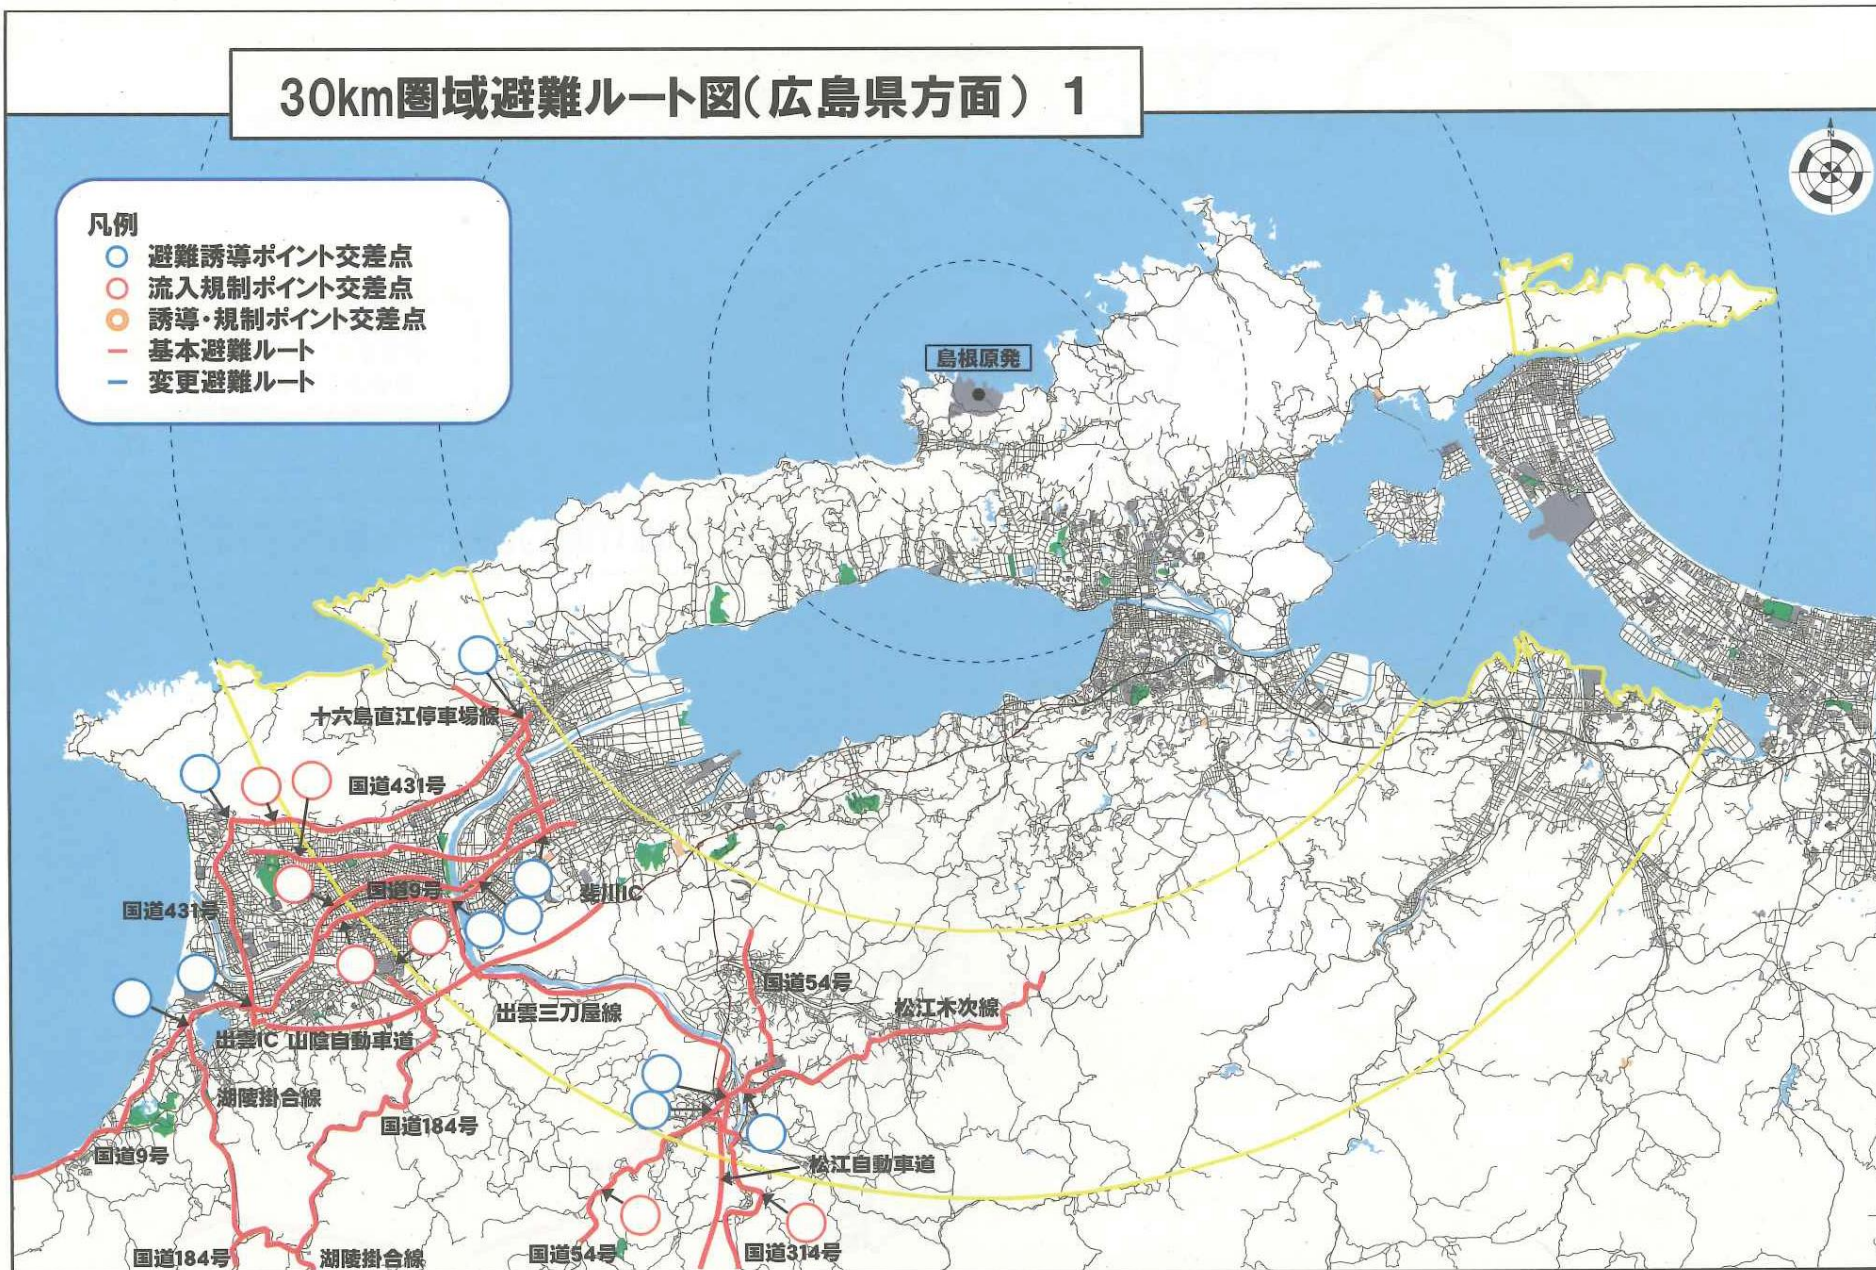 30km圏域避難ルート図(広島県方面) 1
N
凡例
避難誘導ポイント交差点
流入規制ポイント交差点
誘導・規制ポイント交差点
基本避難ルート
変更避難ルート
島根原発
十六島直江停車場線
国道431号
国道9号
斐川IC
国道431号
国道54号
松江木次線
出雲三刀屋線
出雲IC 山陰自動車道
湖陵掛合線
国道184号
国道9号
松江自動車道
国道184号
湖陵掛合線
国道54号
国道314号